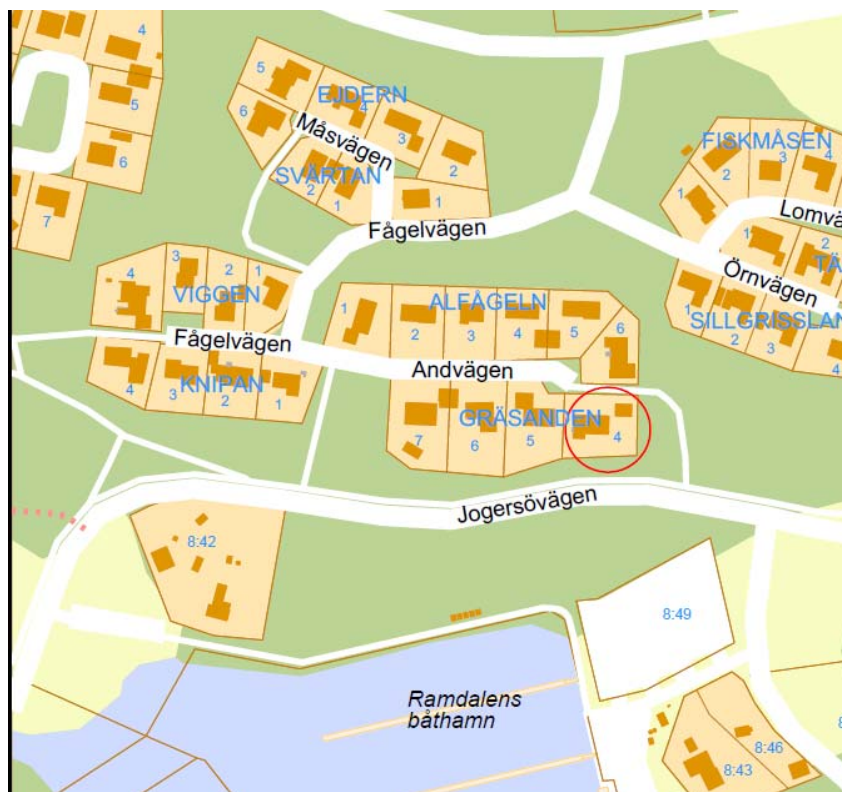 4
5
6
7
5
EJDERN
4
6
Måsvägen
3
2
SVÄRTAN
2
1
1
Fågelvägen
FISKMÅSEN
3
4
2
1
Lomvä
1
2
TÄ
Örnvägen
1
SILLGRISSLAN
2
3
4
3
4
2
1
VIGGEN
Fågelvägen
KNIPAN
4
3
2
1
ALFÅGELN
1
2
3
4
5
6
Andvägen
GRÄSANDEN
7
6
5
4
Jogersövägen
8:42
8:49
Ramdalens
båthamn
8:46
8:43